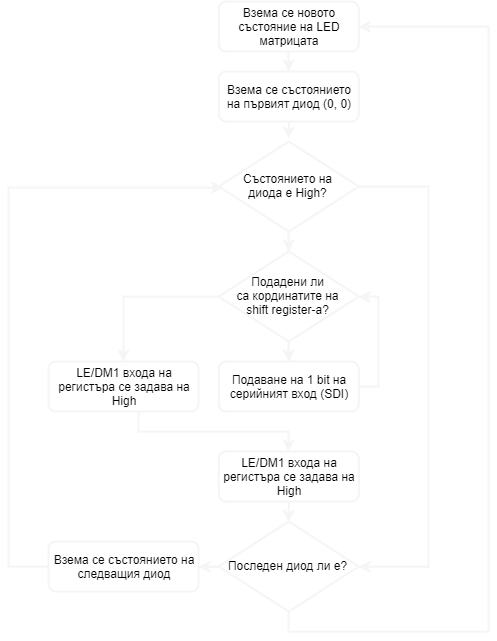 Взема се новото
състояние на LED
матрицата
Взема се състоянието
на първият диод (0, 0)
Състоянието на
диода е High?
Подадени ли
са кординатите на
shift register-a?
LE/DM1 входа на
регистъра се задава на
High
Подаване на 1 bit на
серийният вход (SDI)
LE/DM1 входа на
регистъра се задава на
High
Взема се състоянието на
следващия диод
Последен диод ли е?